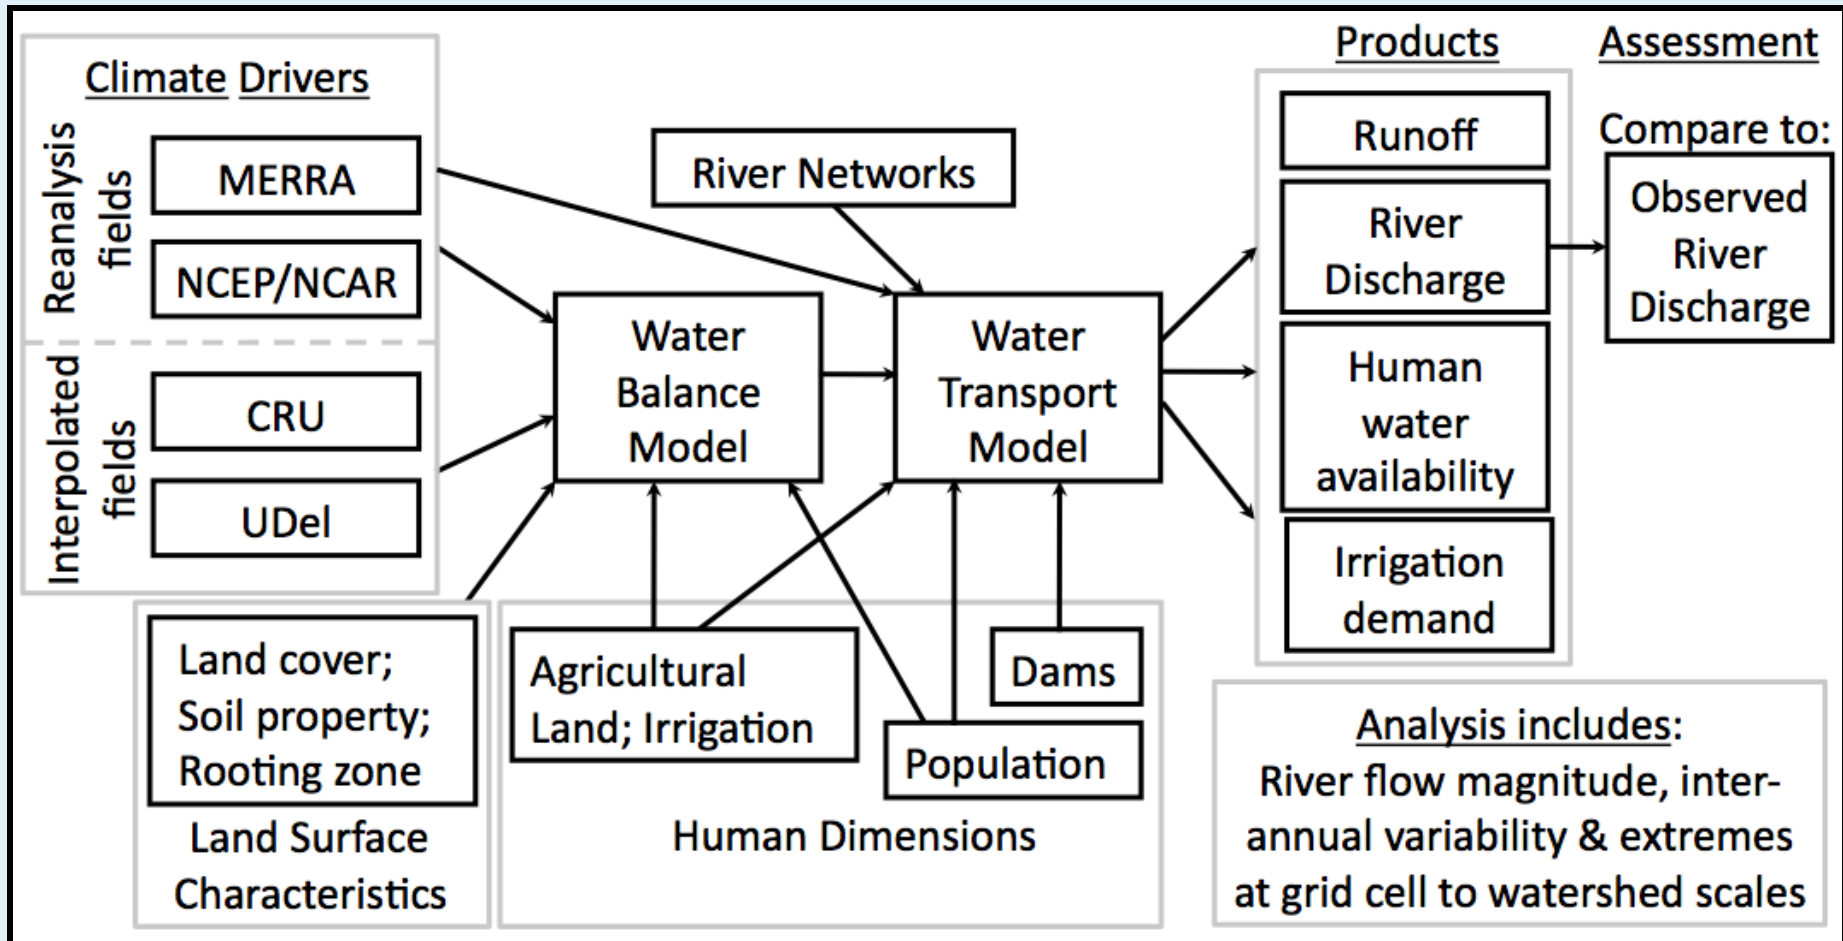 Climate Drivers
Reanalysis
fields
MERRA
NCEP/NCAR
Interpolated
fields
CRU
UDel
Land cover;
Soil property;
Rooting zone
Land Surface
Characteristics
River Networks
Water
Balance
Model
Water
Transport
Model
Agricultural
Land; Irrigation
Dams
Population
Human Dimensions
Products
Runoff
River
Discharge
Human
water
availability
Irrigation
demand
Assessment
Compare to:
Observed
River
Discharge
Analysis includes:
River flow magnitude, inter-
annual variability & extremes
at grid cell to watershed scales